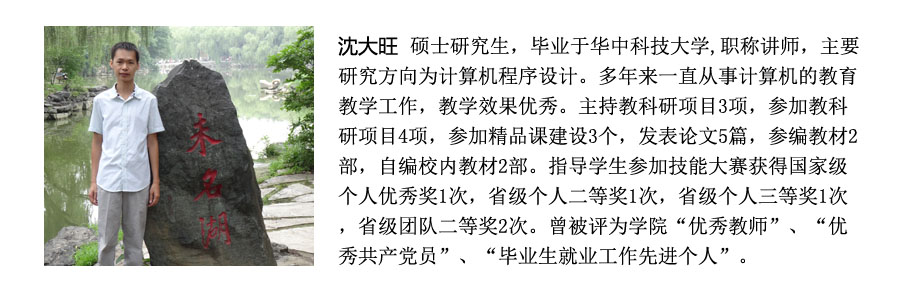 未名湖
沈大旺 硕士研究生，毕业于华中科技大学,职称讲师，主要
研究方向为计算机程序设计。多年来一直从事计算机的教育
教学工作，教学效果优秀。主持教科研项目3项，参加教科
研项目4项，参加精品课建设3个，发表论文5篇，参编教材2
部，自编校内教材2部。指导学生参加技能大赛获得国家级
个人优秀奖1次，省级个人二等奖1次，省级个人三等奖1次
，省级团队二等奖2次。曾被评为学院“优秀教师”、“优
秀共产党员”、“毕业生就业工作先进个人”。